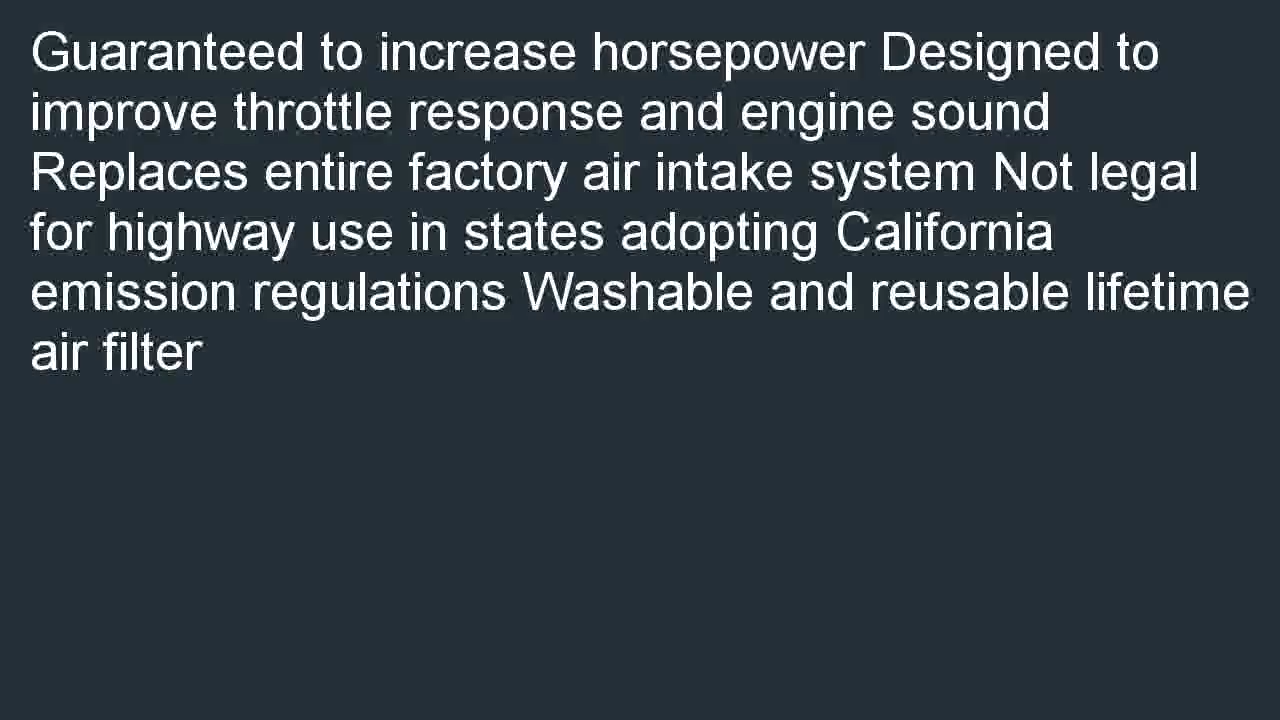 Guaranteed to increase horsepower Designed to
improve throttle response and engine sound
Replaces entire factory air intake system Not legal
for highway use in states adopting California
emission regulations Washable and reusable lifetime
air filter